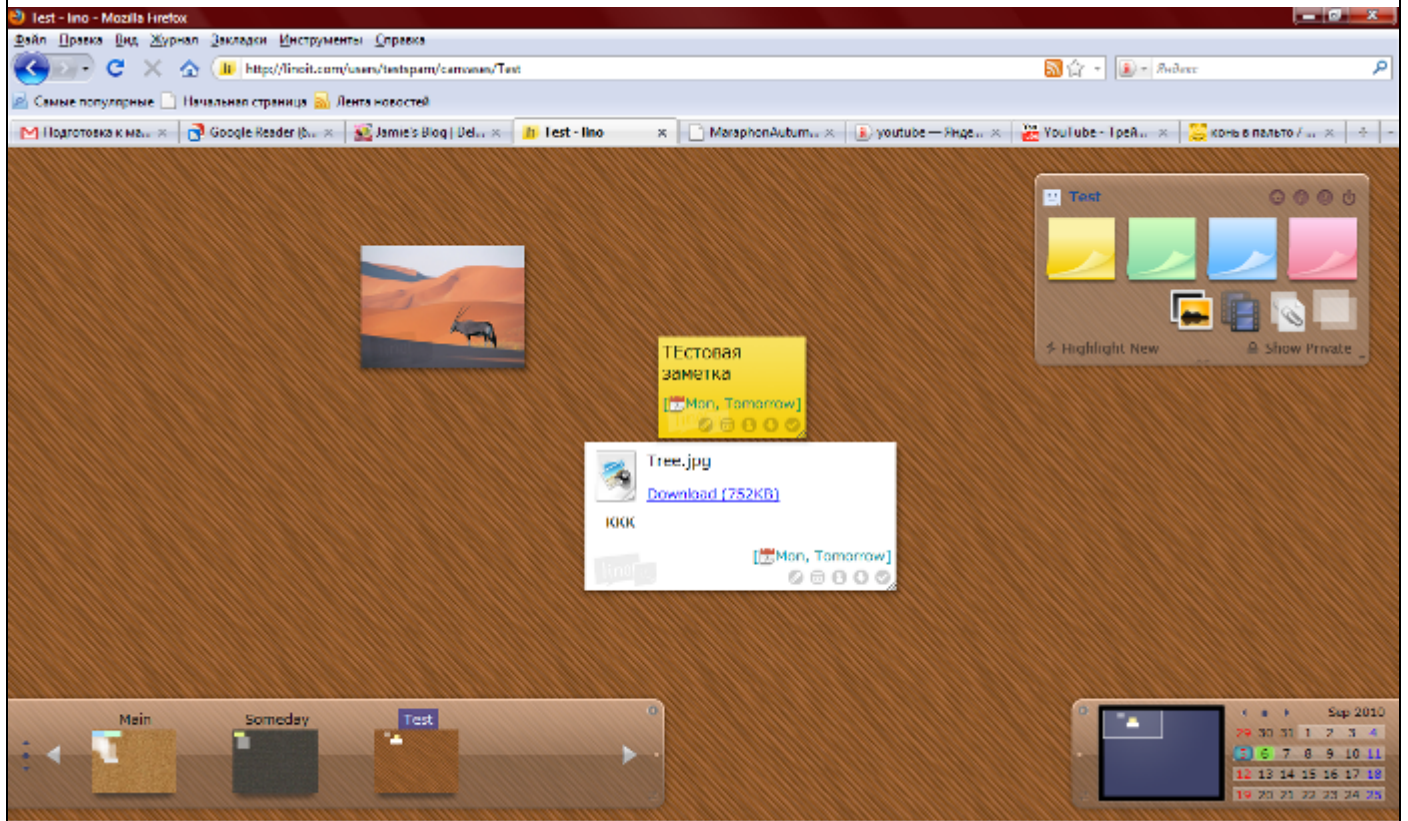 Test - lino - Mozilla Firefox
Файл Правка Вид Журнал Закладки Инструменты Справка
http://linoit.com/users/testspam/canvases/Test
Яндекс
Самые популярные Начальная страница Лента новостей
Подготовка к ма... Google Reader (6... Jamie's Blog | Del... Test - lino MaraphonAutum... youtube — Янде... YouTube - Трей... конь в пальто / ...
Test
Highlight New Show Private
ТЕстовая
заметка
[Mon, Tomorrow]
Tree.jpg
Download (752KB)
[Mon, Tomorrow]
Main Someday Test
Sep 2010
29 30 31 1 2 3 4
5 6 7 8 9 10 11
12 13 14 15 16 17 18
19 20 21 22 23 24 25